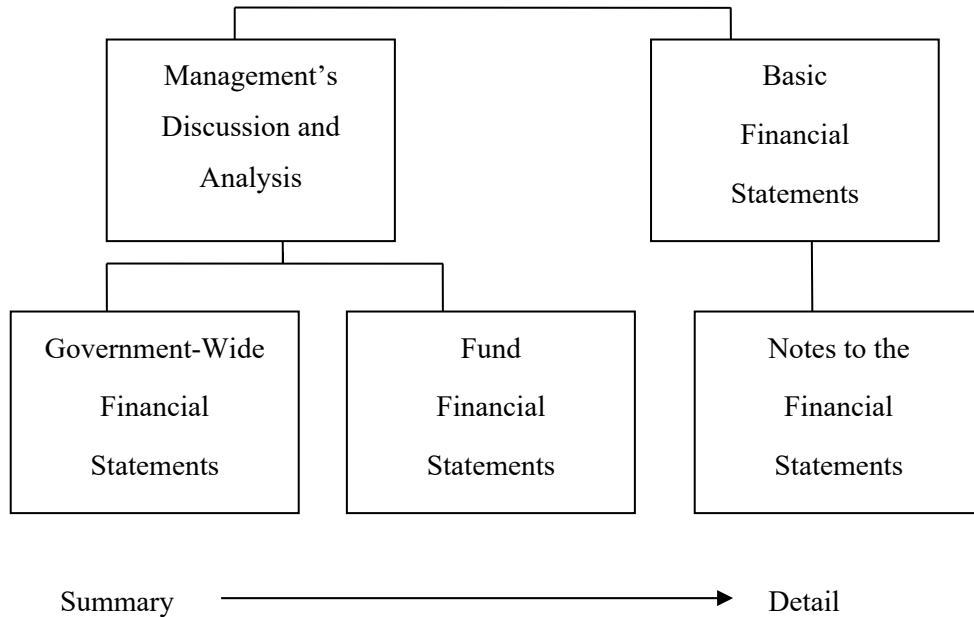 Management’s
Discussion and
Analysis
Basic
Financial
Statements
Government-Wide
Financial
Statements
Fund
Financial
Statements
Notes to the
Financial
Statements
Summary
Detail